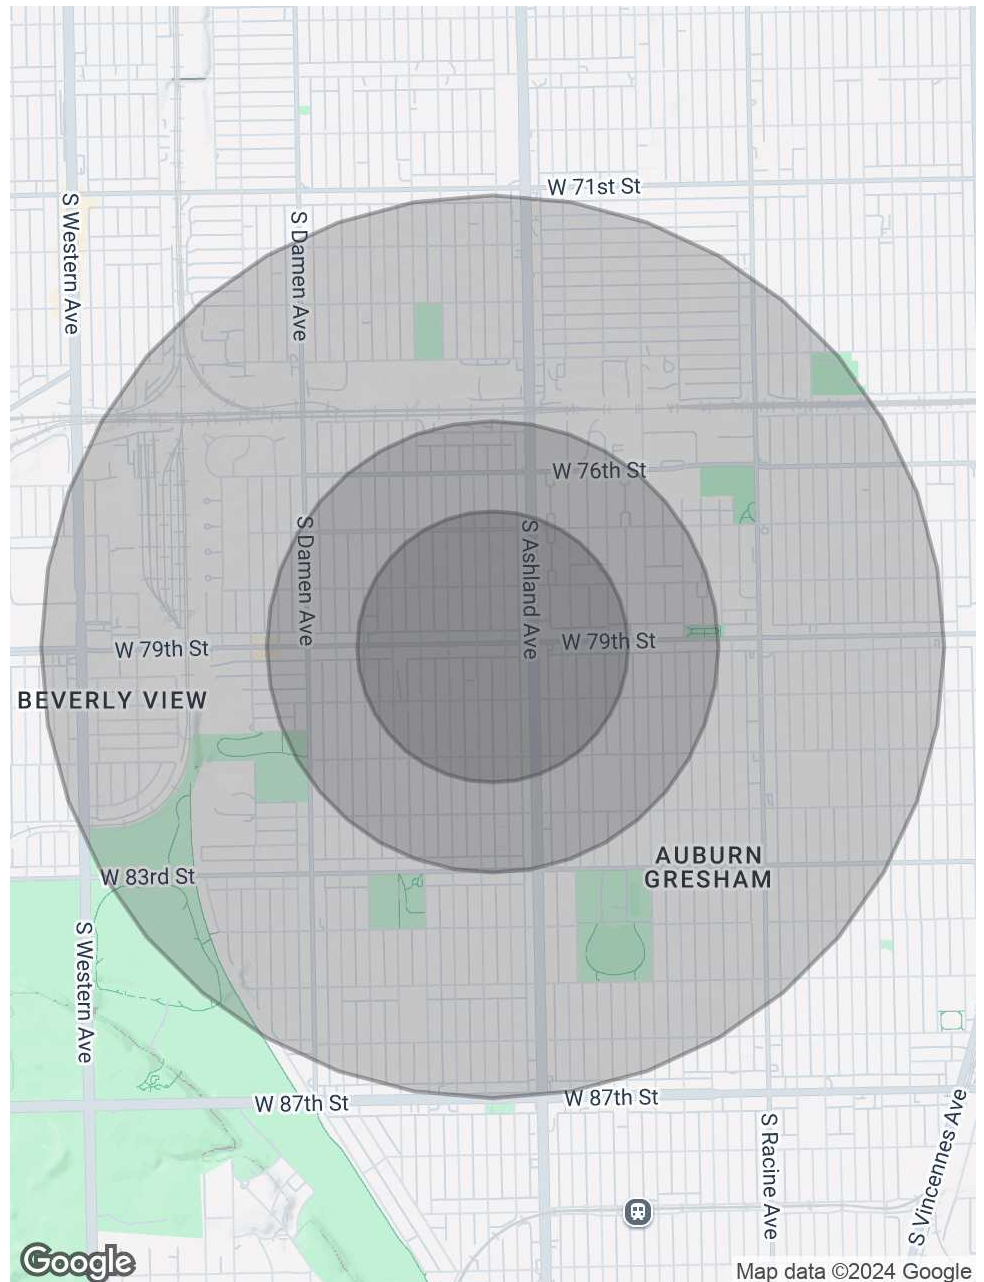 W 71st St
S Western Ave
S Damen Ave
W 76th St
S Damen Ave
S Ashland Ave
W 79th St
W 79th St
BEVERLY VIEW
AUBURN
GRESHAM
W 83rd St
S Western Ave
W 87th St
W 87th St
S Racine Ave
S Vincennes Ave
Google
Map data ©2024 Google